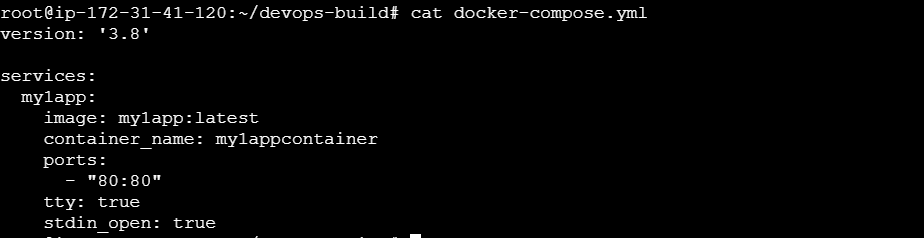 root@ip-172-31-41-120:~/devops-build# cat docker-compose.yml
version: '3.8'

services:
  my1app:
    image: my1app:latest
    container_name: my1appcontainer
    ports:
      - "80:80"
    tty: true
    stdin_open: true